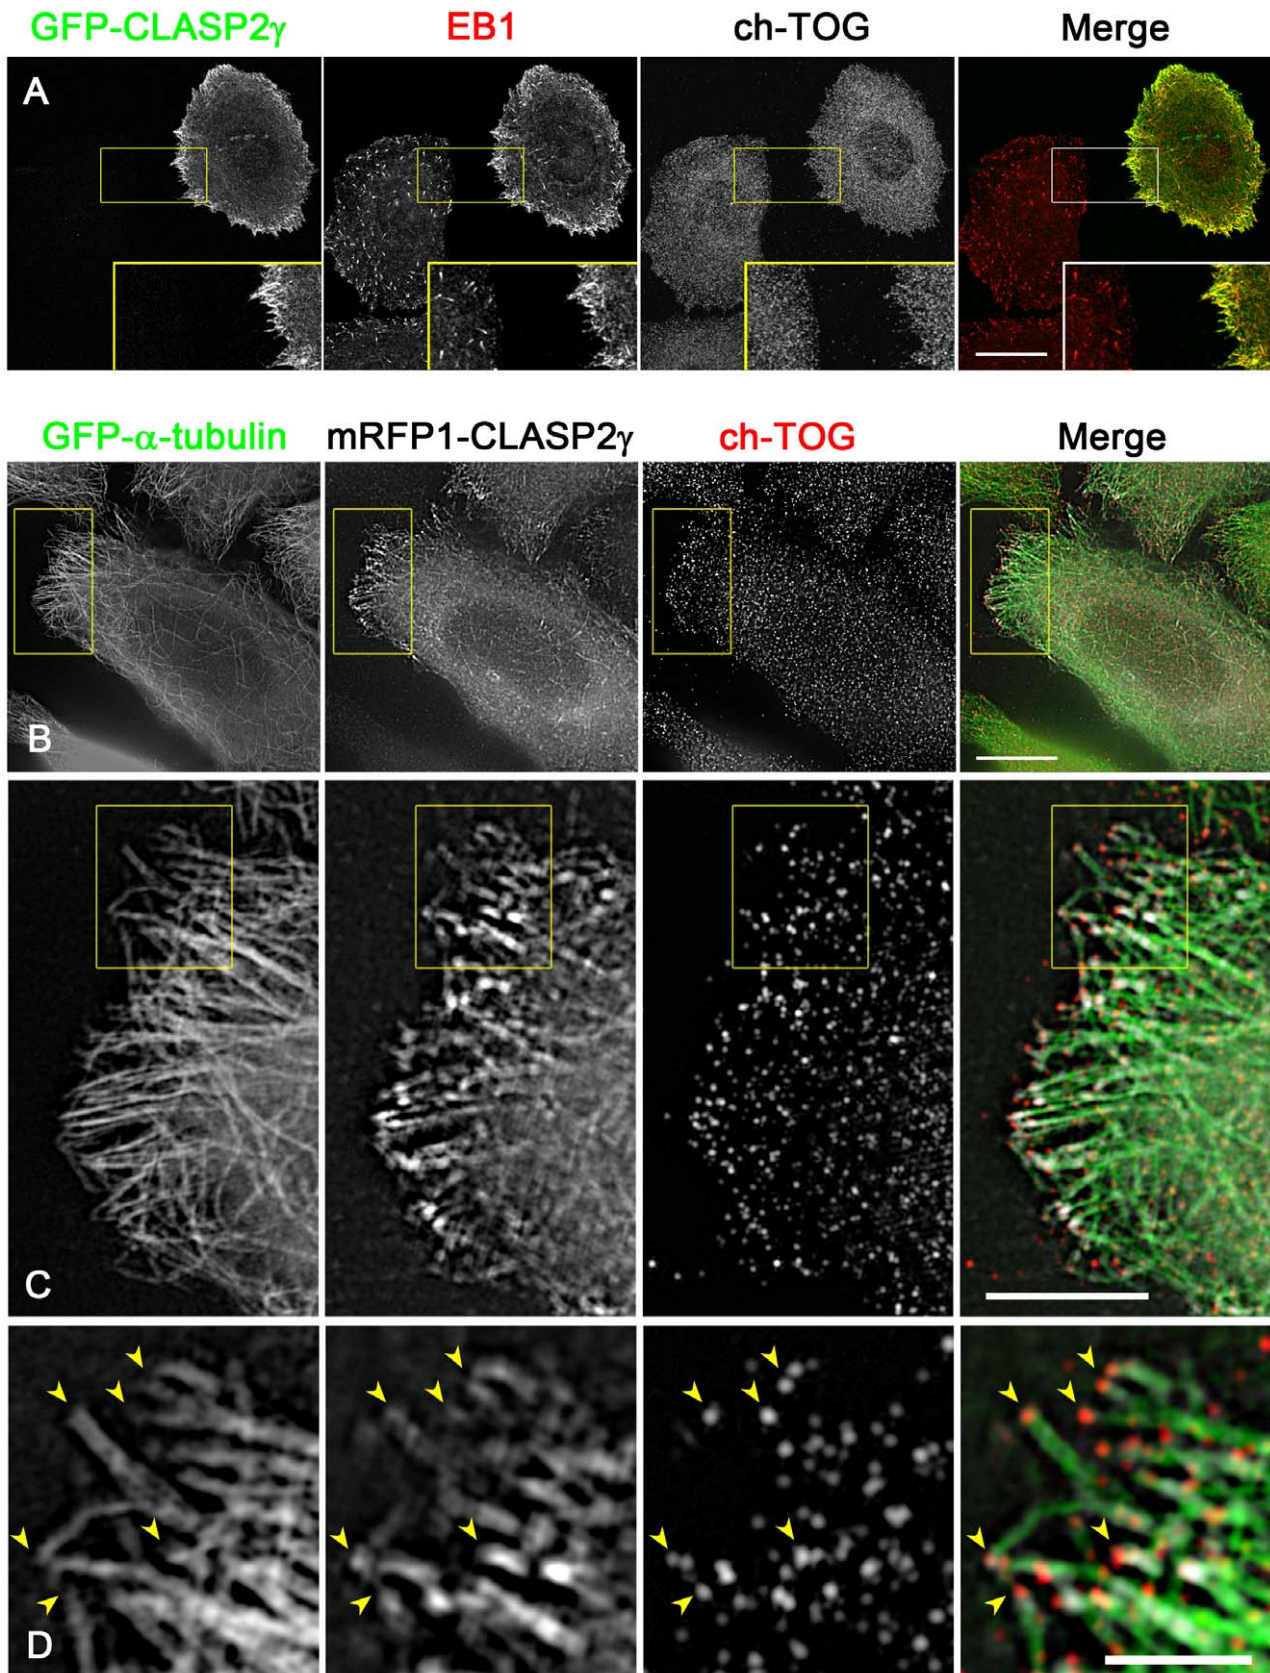 GFP-CLASP2γ EB1 ch-TOG Merge
A
GFP-α-tubulin mRFP1-CLASP2γ ch-TOG Merge
B
C
D